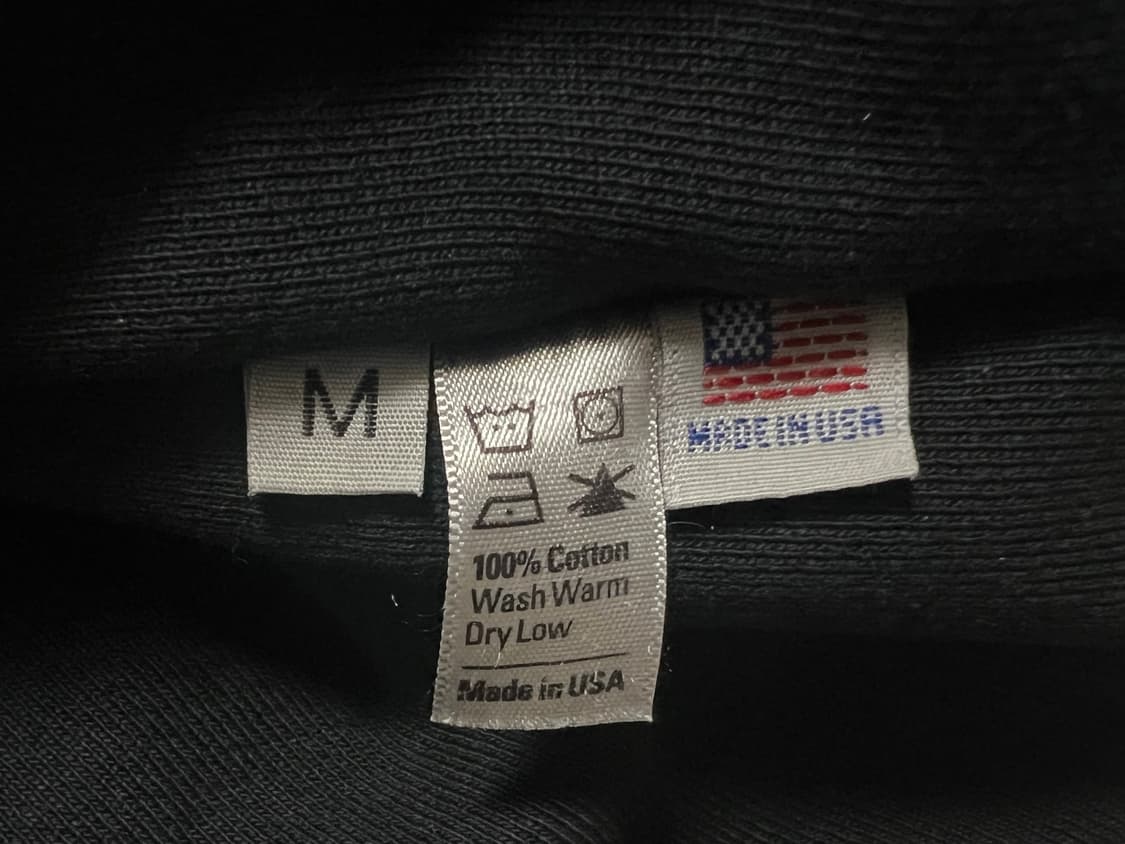 M
100% Cotton
Wash Warm
Dry Low
Made in USA
MADE IN USA